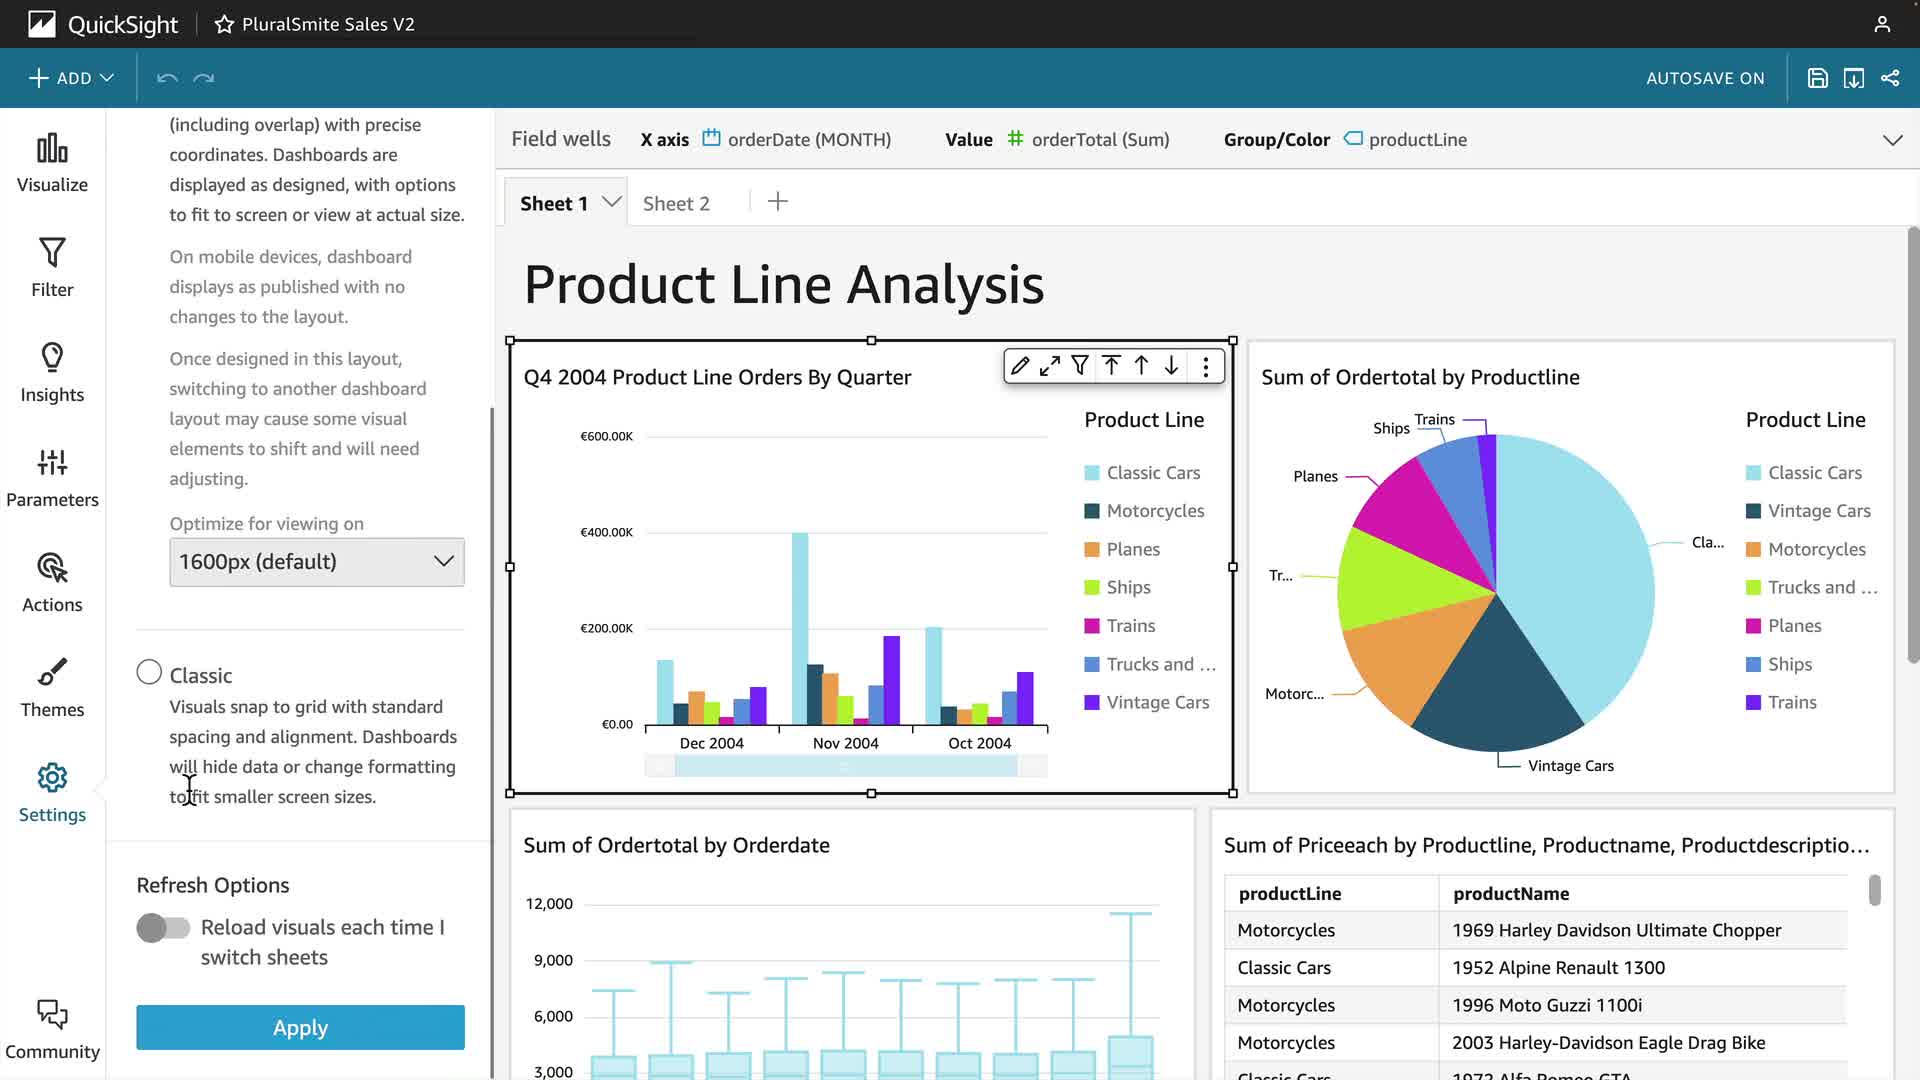 QuickSight
PluralSmite Sales V2
ADD
AUTOSAVE ON
Visualize
Filter
Insights
Parameters
Actions
Themes
Settings
Community
(including overlap) with precise
coordinates. Dashboards are
displayed as designed, with options
to fit to screen or view at actual size.
On mobile devices, dashboard
displays as published with no
changes to the layout.
Once designed in this layout,
switching to another dashboard
layout may cause some visual
elements to shift and will need
adjusting.
Optimize for viewing on
1600px (default)
Classic
Visuals snap to grid with standard
spacing and alignment. Dashboards
will hide data or change formatting
to fit smaller screen sizes.
Refresh Options
Reload visuals each time I
switch sheets
Apply
Field wells X axis orderDate (MONTH) Value orderTotal (Sum) Group/Color productLine
Sheet 1
Sheet 2
Product Line Analysis
Q4 2004 Product Line Orders By Quarter
€600.00K
€400.00K
€200.00K
€0.00
Dec 2004
Nov 2004
Oct 2004
Product Line
Classic Cars
Motorcycles
Planes
Ships
Trains
Trucks and ...
Vintage Cars
Sum of Ordertotal by Productline
Trains
Ships
Planes
Tr...
Motorc...
Cla...
Vintage Cars
Product Line
Classic Cars
Vintage Cars
Motorcycles
Trucks and ...
Planes
Ships
Trains
Sum of Ordertotal by Orderdate
12,000
9,000
6,000
3,000
Sum of Priceeach by Productline, Productname, Productdescriptio...
productLine productName
Motorcycles 1969 Harley Davidson Ultimate Chopper
Classic Cars 1952 Alpine Renault 1300
Motorcycles 1996 Moto Guzzi 1100i
Motorcycles 2003 Harley-Davidson Eagle Drag Bike
Classic Cars 1972 Alfa Romeo GTA